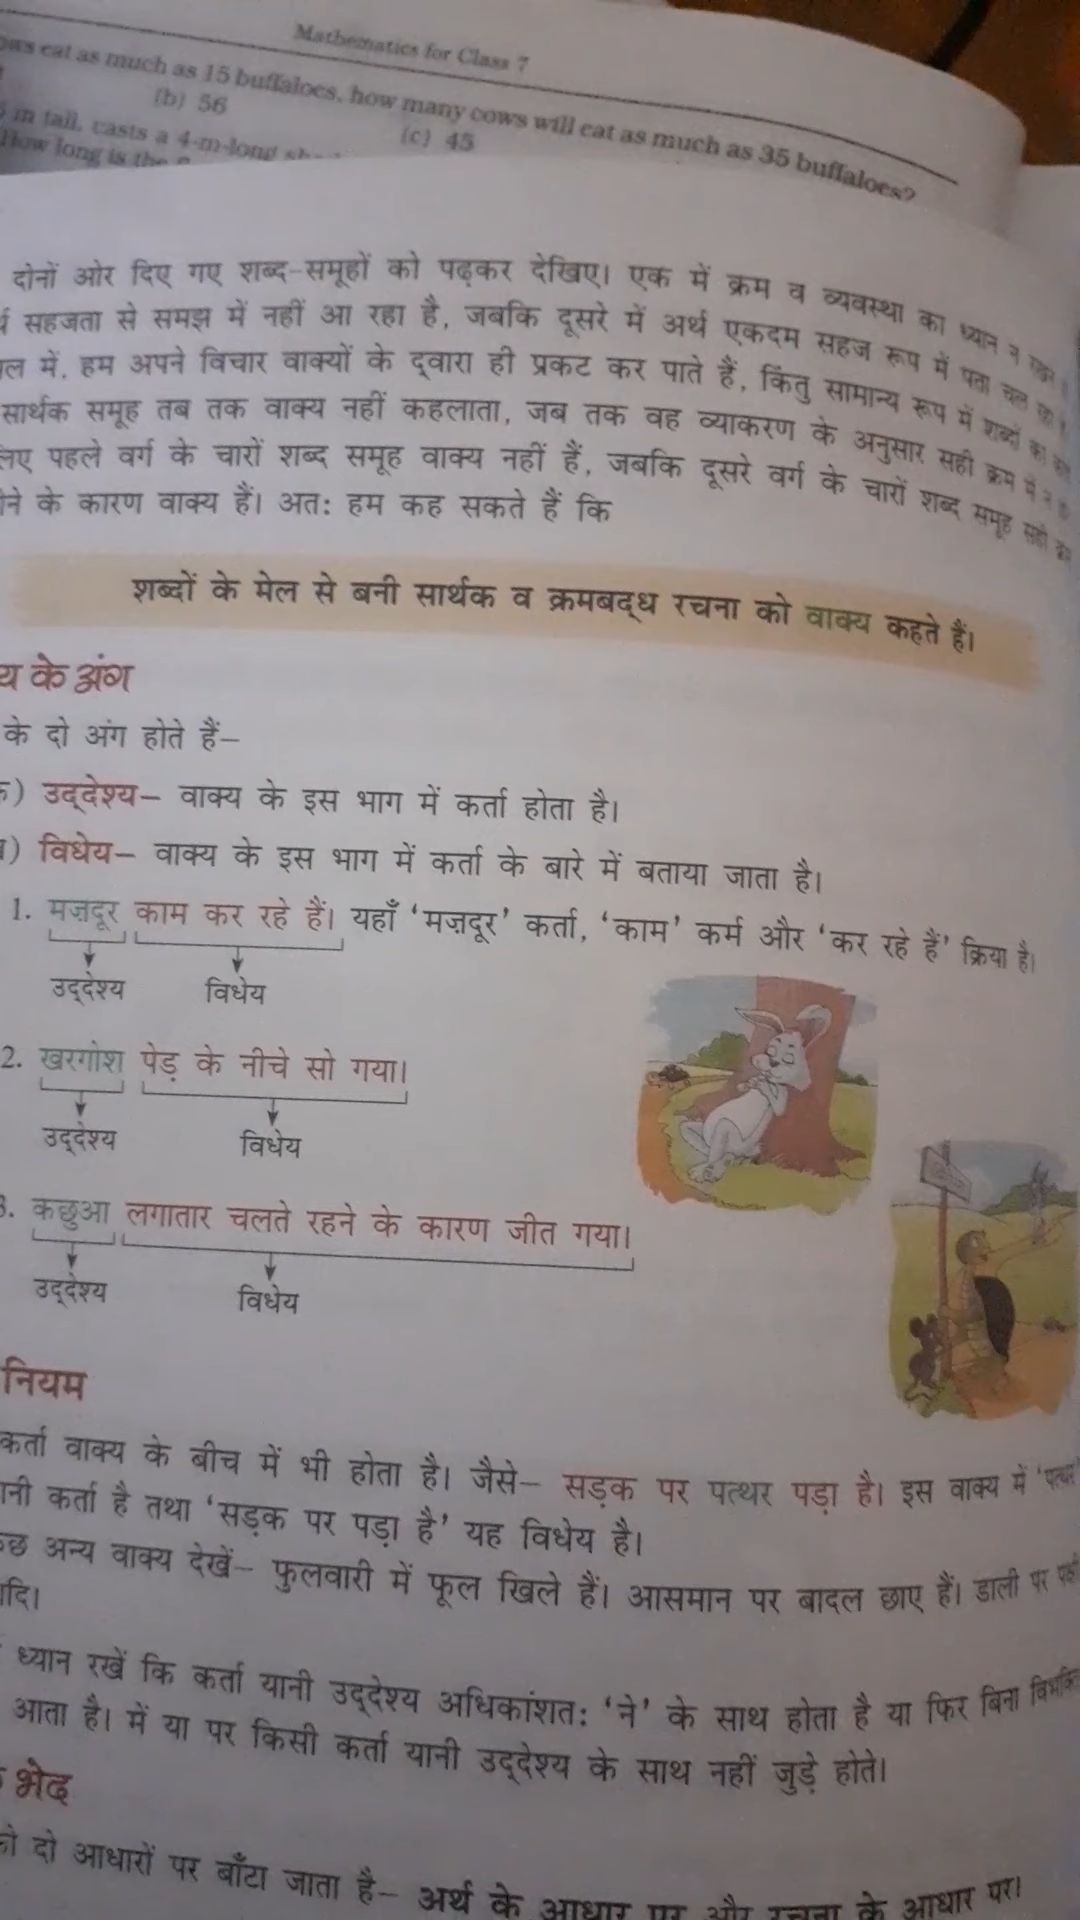 Mathematics for Class 7
eat as much as 15 buffaloes, how many cows will eat as much as 35 buffaloes?
(b) 56
(c) 45
m tall, casts a 4-m-long
How long is the
दोनों ओर दिए गए शब्द-समूहों को पढ़कर देखिए। एक में क्रम व व्यवस्था का ध्यान न
सहजता से समझ में नहीं आ रहा है, जबकि दूसरे में अर्थ एकदम सहज रूप में पता चल रहा
में, हम अपने विचार वाक्यों के द्वारा ही प्रकट कर पाते हैं, किंतु सामान्य रूप में शब्दों का
सार्थक समूह तब तक वाक्य नहीं कहलाता, जब तक वह व्याकरण के अनुसार सही क्रम में न
पहले वर्ग के चारों शब्द समूह वाक्य नहीं हैं, जबकि दूसरे वर्ग के चारों शब्द समूह सही
के कारण वाक्य हैं। अत: हम कह सकते हैं कि
शब्दों के मेल से बनी सार्थक व क्रमबद्ध रचना को वाक्य कहते हैं।
के अंग
के दो अंग होते हैं–
उद्देश्य– वाक्य के इस भाग में कर्ता होता है।
विधेय– वाक्य के इस भाग में कर्ता के बारे में बताया जाता है।
1. मज़दूर काम कर रहे हैं। यहाँ ‘मज़दूर’ कर्ता, ‘काम’ कर्म और ‘कर रहे हैं’ क्रिया है।
उद्देश्य विधेय
2. खरगोश पेड़ के नीचे सो गया।
उद्देश्य विधेय
3. कछुआ लगातार चलते रहने के कारण जीत गया।
उद्देश्य विधेय
नियम
कर्ता वाक्य के बीच में भी होता है। जैसे– सड़क पर पत्थर पड़ा है। इस वाक्य में ‘पत्थर’
कर्ता है तथा ‘सड़क पर पड़ा है’ यह विधेय है।
अन्य वाक्य देखें– फुलवारी में फूल खिले हैं। आसमान पर बादल छाए हैं। डाली पर
ध्यान रखें कि कर्ता यानी उद्देश्य अधिकांशत: ‘ने’ के साथ होता है या फिर बिना
आता है। में या पर किसी कर्ता यानी उद्देश्य के साथ नहीं जुड़े होते।
भेद
दो आधारों पर बाँटा जाता है– अर्थ के आधार पर और रचना के आधार पर।